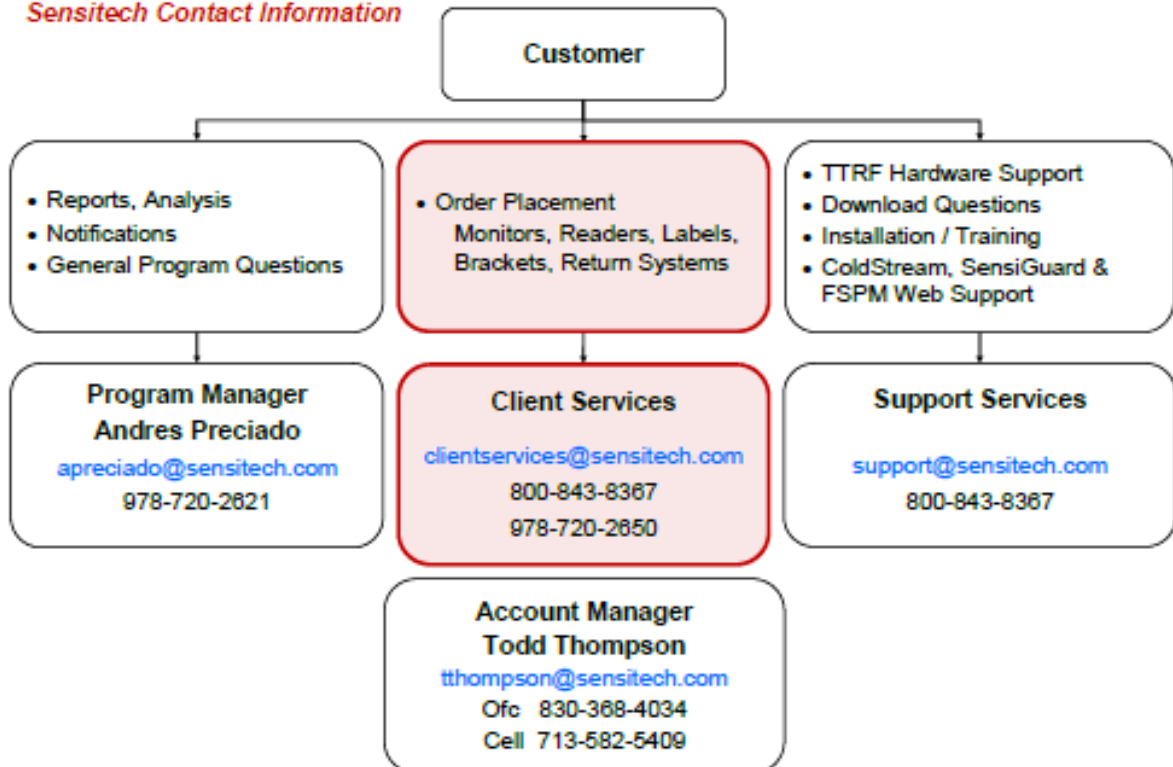 Sensitech Contact Information
Customer
• Reports, Analysis
• Notifications
• General Program Questions
• Order Placement
Monitors, Readers, Labels,
Brackets, Return Systems
• TTRF Hardware Support
• Download Questions
• Installation / Training
• ColdStream, SensiGuard &
FSPM Web Support
Program Manager
Andres Preciado
apreciado@sensitech.com
978-720-2621
Client Services
clientservices@sensitech.com
800-843-8367
978-720-2650
Support Services
support@sensitech.com
800-843-8367
Account Manager
Todd Thompson
tthompson@sensitech.com
Ofc 830-368-4034
Cell 713-582-5409